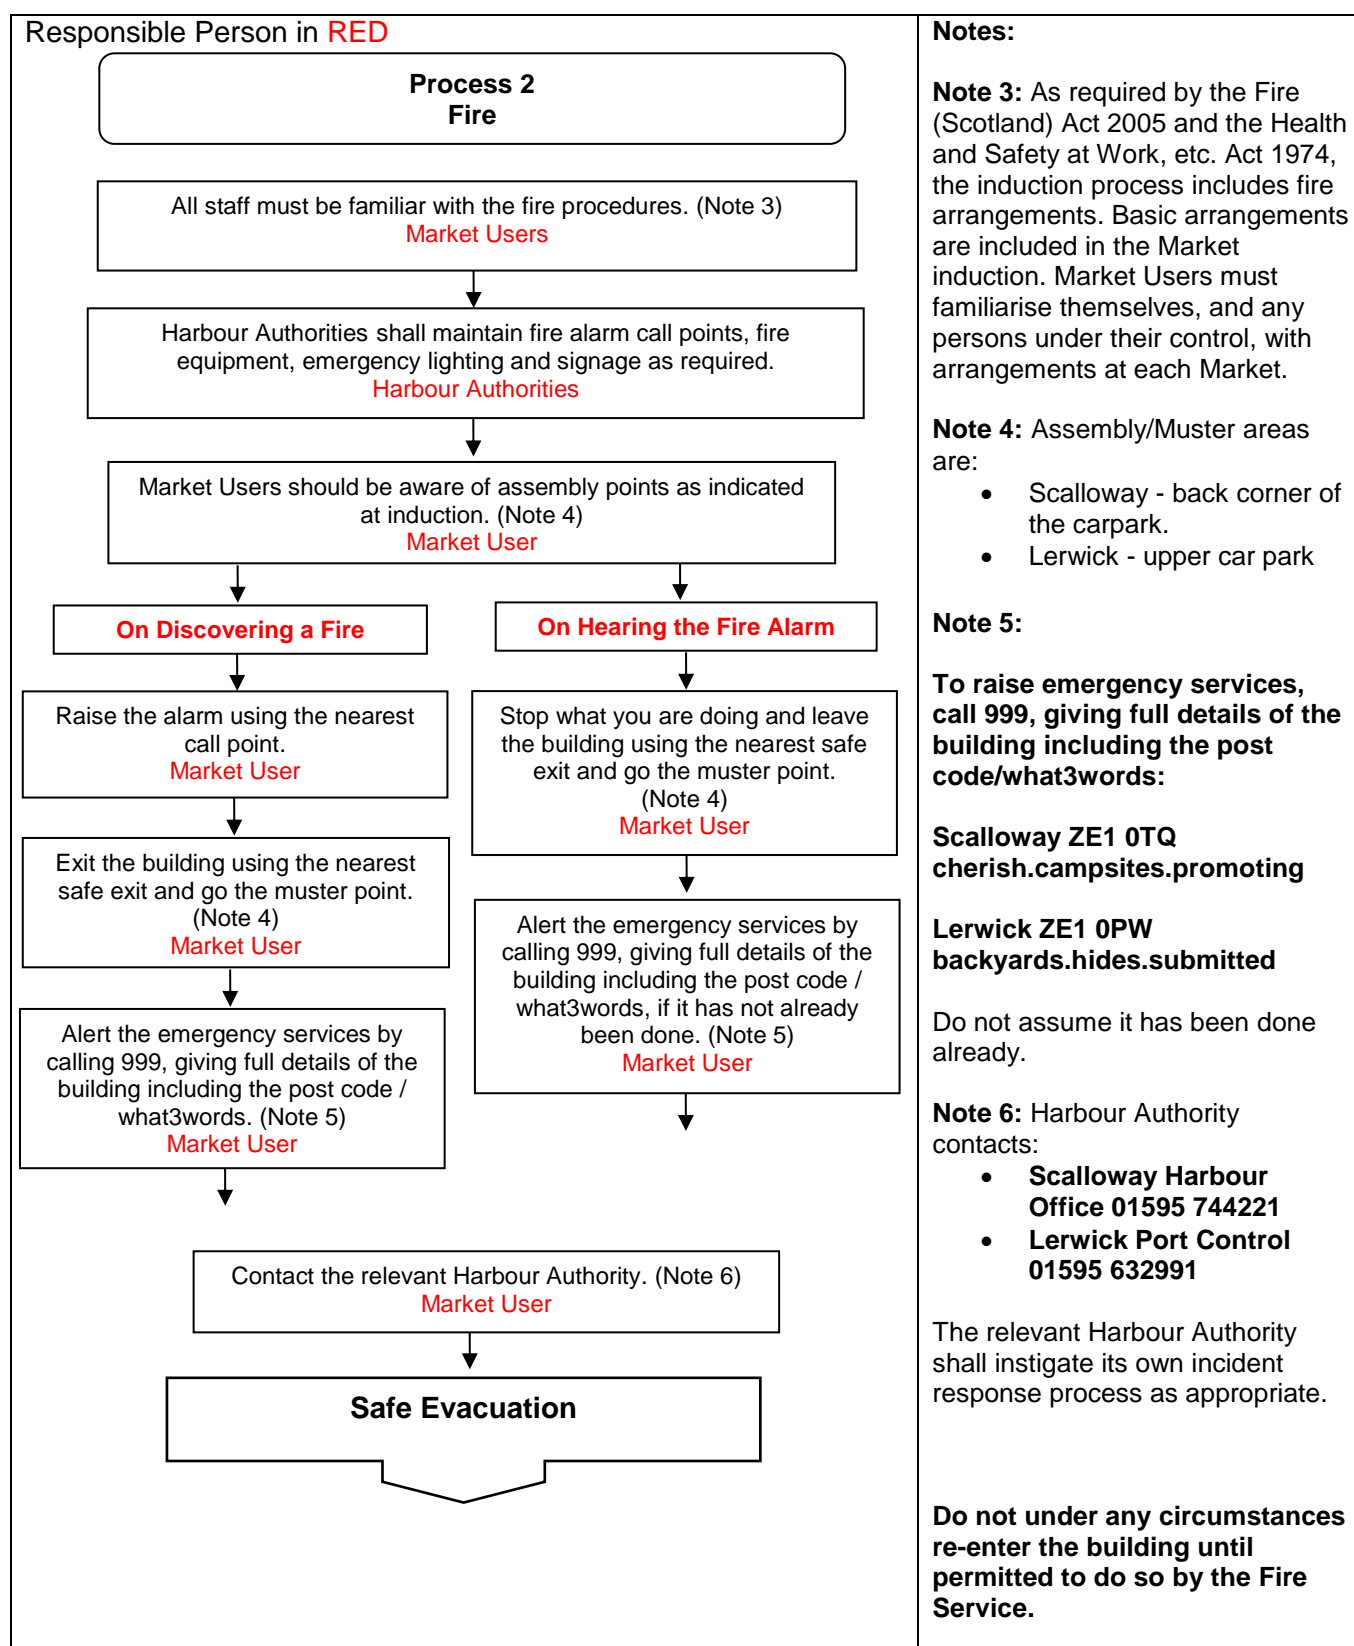 Responsible Person in RED
Process 2
Fire
All staff must be familiar with the fire procedures. (Note 3)
Market Users
Harbour Authorities shall maintain fire alarm call points, fire
equipment, emergency lighting and signage as required.
Harbour Authorities
Market Users should be aware of assembly points as indicated
at induction. (Note 4)
Market User
On Discovering a Fire
Raise the alarm using the nearest
call point.
Market User
Exit the building using the nearest
safe exit and go the muster point.
(Note 4)
Market User
Alert the emergency services by
calling 999, giving full details of the
building including the post code /
what3words. (Note 5)
Market User
On Hearing the Fire Alarm
Stop what you are doing and leave
the building using the nearest safe
exit and go the muster point.
(Note 4)
Market User
Alert the emergency services by
calling 999, giving full details of the
building including the post code /
what3words, if it has not already
been done. (Note 5)
Market User
Contact the relevant Harbour Authority. (Note 6)
Market User
Safe Evacuation
Notes:
Note 3: As required by the Fire
(Scotland) Act 2005 and the Health
and Safety at Work, etc. Act 1974,
the induction process includes fire
arrangements. Basic arrangements
are included in the Market
induction. Market Users must
familiarise themselves, and any
persons under their control, with
arrangements at each Market.
Note 4: Assembly/Muster areas
are:
• Scalloway - back corner of
the carpark.
• Lerwick - upper car park
Note 5:
To raise emergency services,
call 999, giving full details of the
building including the post
code/what3words:
Scalloway ZE1 0TQ
cherish.campsites.promoting
Lerwick ZE1 0PW
backyards.hides.submitted
Do not assume it has been done
already.
Note 6: Harbour Authority
contacts:
• Scalloway Harbour
Office 01595 744221
• Lerwick Port Control
01595 632991
The relevant Harbour Authority
shall instigate its own incident
response process as appropriate.
Do not under any circumstances
re-enter the building until
permitted to do so by the Fire
Service.